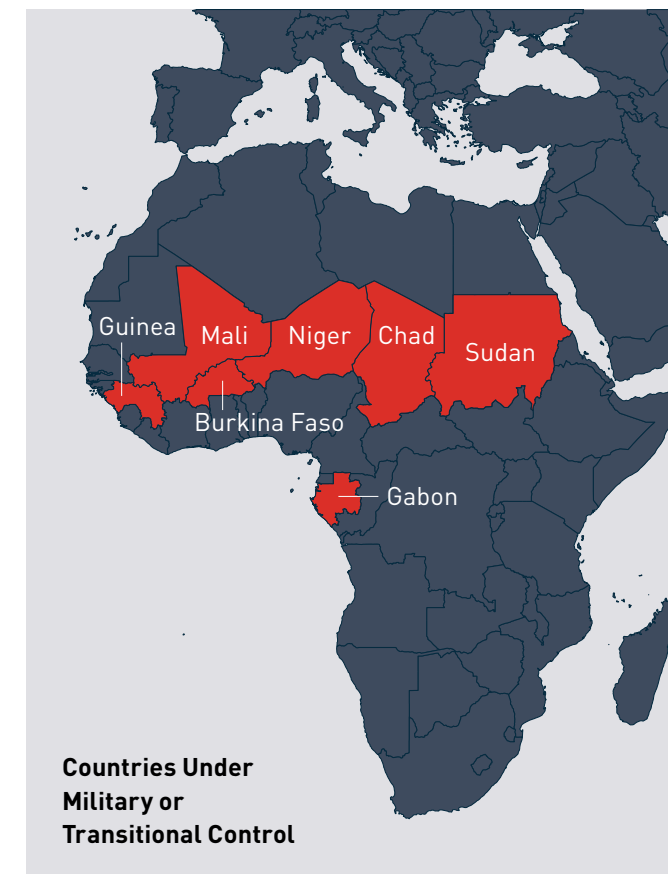 Guinea
Mali
Niger
Chad
Sudan
Burkina Faso
Gabon
Countries Under
Military or
Transitional Control